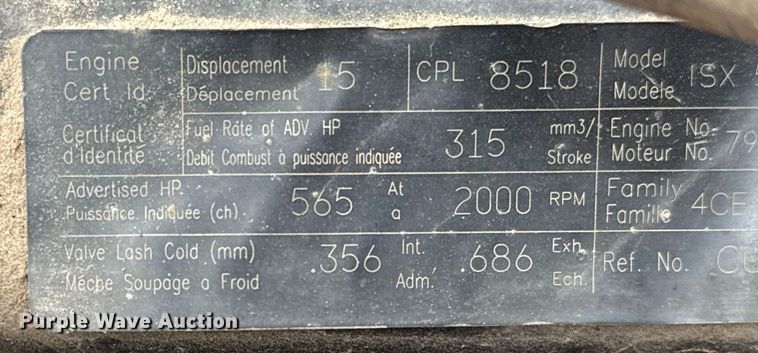 Engine Displacement 15 CPL 8518 Model ISX
Cert Id. Déplacement Modèle
Certificat Fuel Rate of ADV. HP 315 mm3/ Engine No. 79
d'Identité Debit Combust à puissance indiquée Stroke Moteur No.
Advertised HP. 565 At 2000 RPM Family 4CE
Puissance Indiquée (ch) a Famille
Valve Lash Cold (mm) .356 Int. .686 Exh. Ref. No. CU
Mèche Soupage a Froid Adm. Ech.
Purple Wave Auction